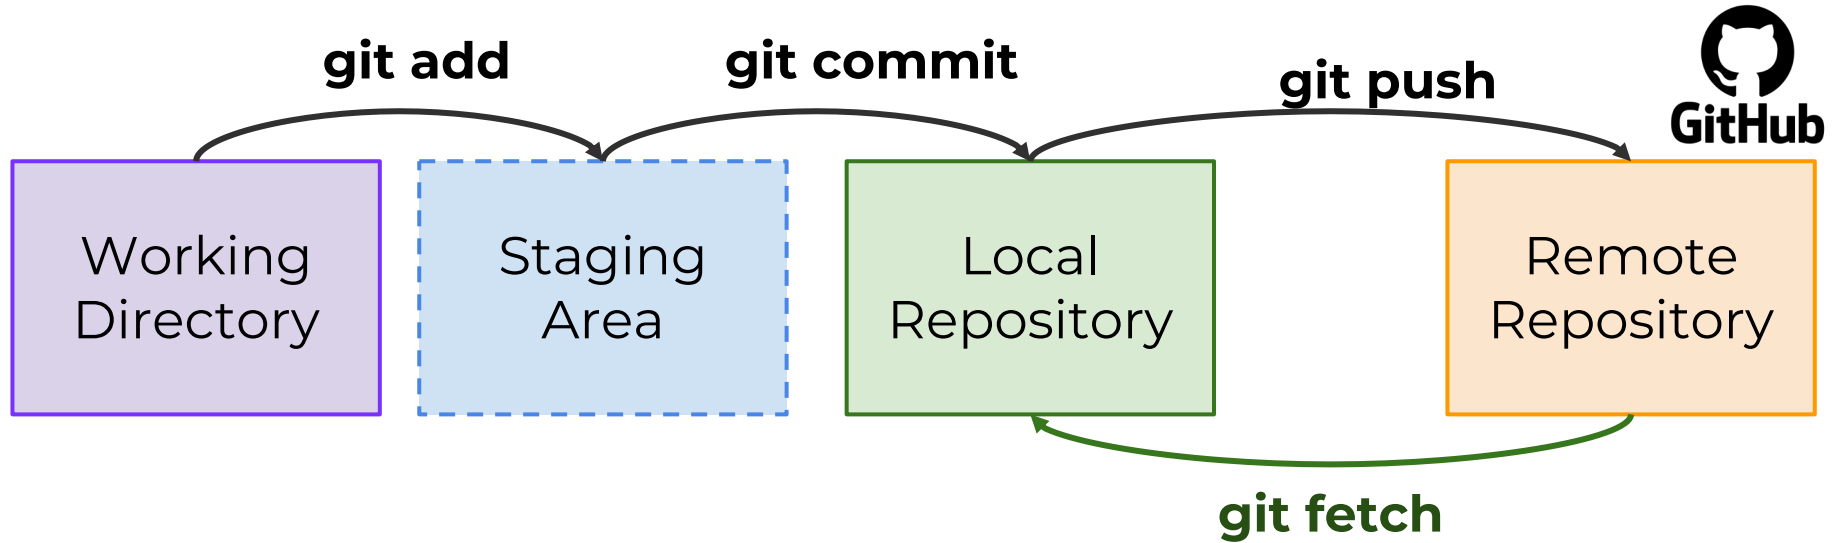 git add
git commit
git push
GitHub
Working
Directory
Staging
Area
Local
Repository
Remote
Repository
git fetch